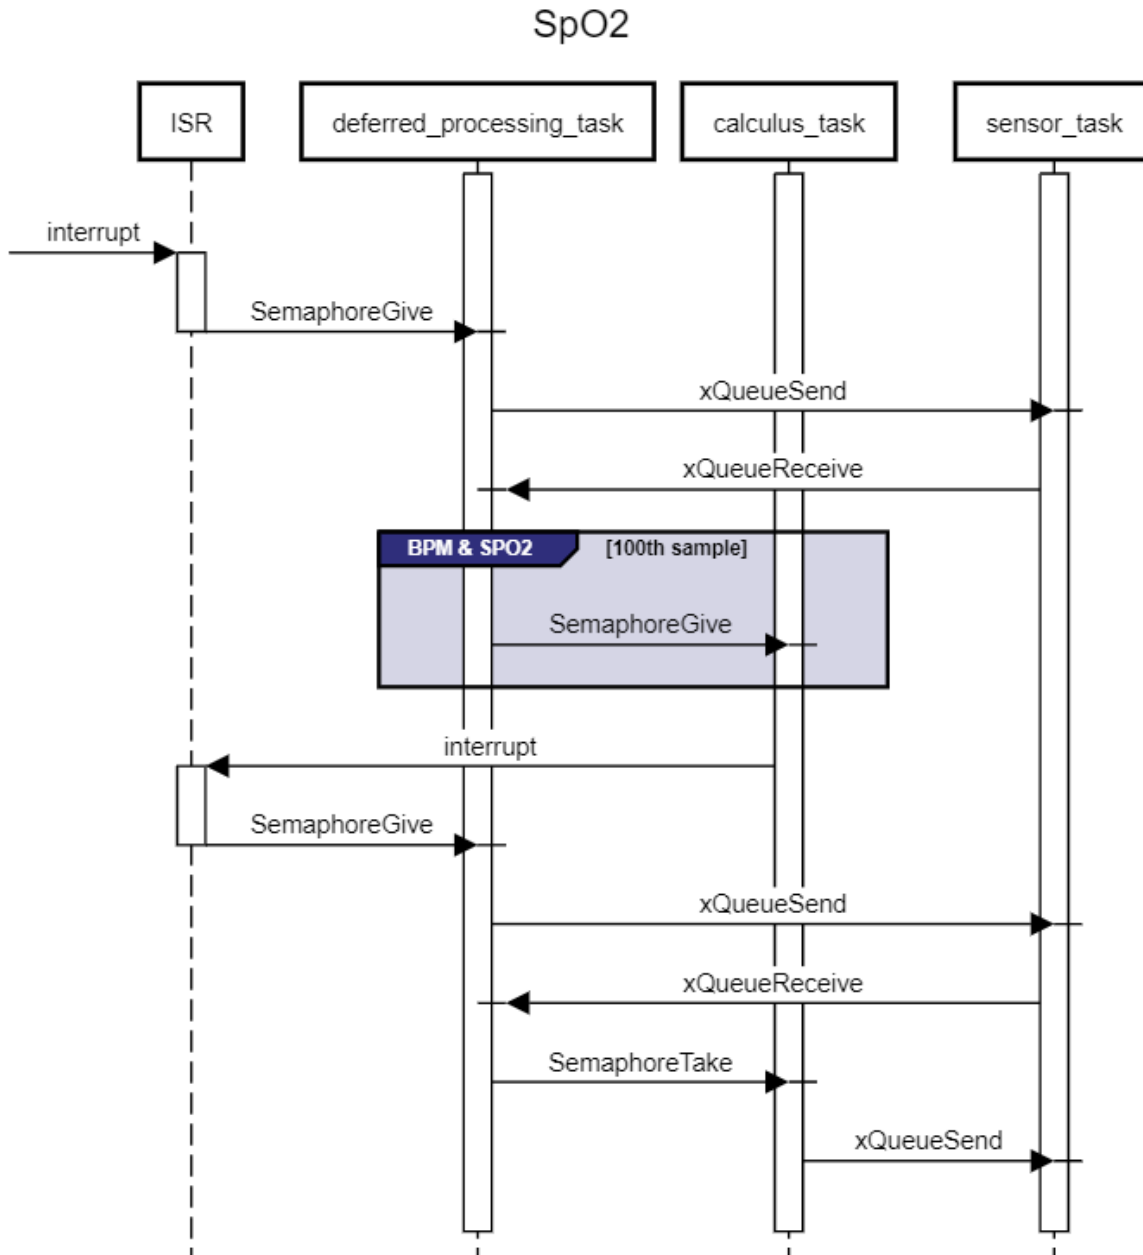 SpO2
ISR
deferred_processing_task
calculus_task
sensor_task
interrupt
SemaphoreGive
xQueueSend
xQueueReceive
BPM & SPO2 [100th sample]
SemaphoreGive
interrupt
SemaphoreGive
xQueueSend
xQueueReceive
SemaphoreTake
xQueueSend